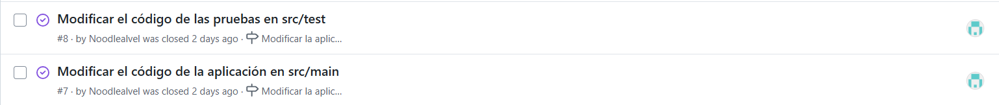 Modificar el código de las pruebas en src/test
#8 · by Noodlealvel was closed 2 days ago · Modificar la aplic...
Modificar el código de la aplicación en src/main
#7 · by Noodlealvel was closed 2 days ago · Modificar la aplic...